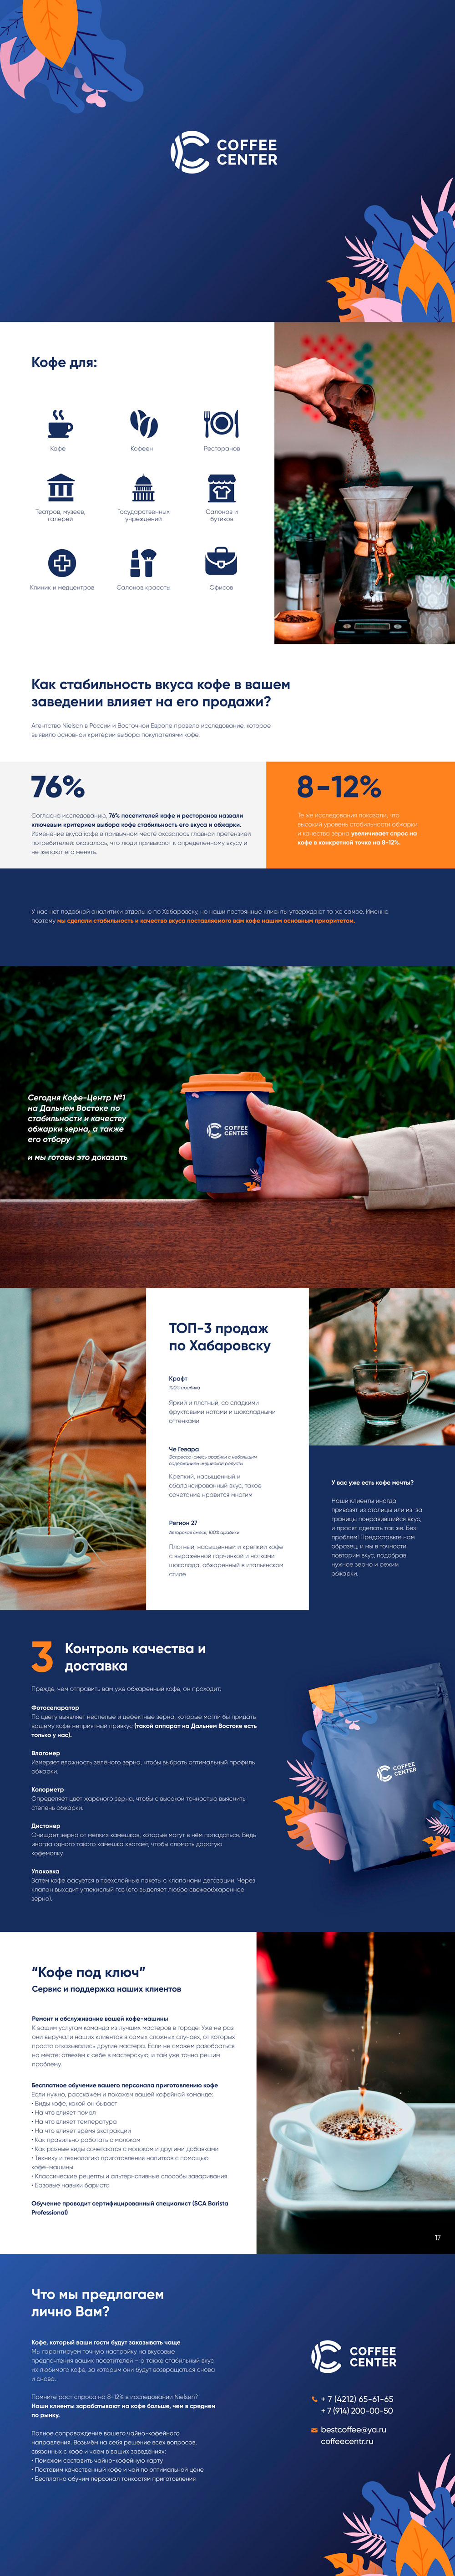 COFFEE
CENTER
Кофе для:
Кафе
Кофеен
Ресторанов
Театров, музеев,
галерей
Государственных
учреждений
Салонов и
бутиков
Клиник и медцентров
Салонов красоты
Офисов
Как стабильность вкуса кофе в вашем
заведении влияет на его продажи?
Агентство Nielson в России и Восточной Европе провело исследование, которое
выявило основной критерий выбора покупателями кофе.
76%
Согласно исследованию, 76% посетителей кафе и ресторанов назвали
ключевым критерием выбора кофе стабильность его вкуса и обжарки.
Изменение вкуса кофе в привычном месте оказалось главной претензией
потребителей: оказалось, что люди привыкают к определенному вкусу и
не желают его менять.
8-12%
Те же исследования показали, что
высокий уровень стабильности обжарки
и качества зерна увеличивает спрос на
кофе в конкретной точке на 8-12%.
У нас нет подобной аналитики отдельно по Хабаровску, но наши постоянные клиенты утверждают то же самое. Именно
поэтому мы сделали стабильность и качество вкуса поставляемого вам кофе нашим основным приоритетом.
Сегодня Кофе-Центр №1
на Дальнем Востоке по
стабильности и качеству
обжарки зерна, а также
его отбору
и мы готовы это доказать
COFFEE
CENTER
ТОП-3 продаж
по Хабаровску
Крафт
100% арабика
Яркий и плотный, со сладкими
фруктовыми нотами и шоколадными
оттенками
Че Гевара
Эспрессо-смесь арабики с небольшим
содержанием индийской робусты
Крепкий, насыщенный и
сбалансированный вкус, такое
сочетание нравится многим
Регион 27
Авторская смесь, 100% арабики
Плотный, насыщенный и крепкий кофе
с выраженной горчинкой и нотками
шоколада, обжаренный в итальянском
стиле
У вас уже есть кофе мечты?
Наши клиенты иногда
привозят из столицы или из-за
границы понравившийся вкус,
и просят сделать так же. Без
проблем! Предоставьте нам
образец, и мы в точности
повторим вкус, подобрав
нужное зерно и режим
обжарки.
3
Контроль качества и
доставка
Прежде, чем отправить вам уже обжаренный кофе, он проходит:
Фотосепаратор
По цвету выявляет неспелые и дефектные зёрна, которые могли бы придать
вашему кофе неприятный привкус (такой аппарат на Дальнем Востоке есть
только у нас).
Влагомер
Измеряет влажность зелёного зерна, чтобы выбрать оптимальный профиль
обжарки.
Колорметр
Определяет цвет жареного зерна, чтобы с высокой точностью выяснить
степень обжарки.
Дистонер
Очищает зерно от мелких камешков, которые могут в нём попадаться. Ведь
иногда одного такого камешка хватает, чтобы сломать дорогую
кофемолку.
Упаковка
Затем кофе фасуется в трехслойные пакеты с клапанами дегазации. Через
клапан выходит углекислый газ (его выделяет любое свежеобжаренное
зерно).
COFFEE
CENTER
“Кофе под ключ”
Сервис и поддержка наших клиентов
Ремонт и обслуживание вашей кофе-машины
К вашим услугам команда из лучших мастеров в городе. Уже не раз
они выручали наших клиентов в самых сложных случаях, от которых
просто отказывались другие мастера. Если не сможем разобраться
на месте: отвезём к себе в мастерскую, и там уже точно решим
проблему.
Бесплатное обучение вашего персонала приготовлению кофе
Если нужно, расскажем и покажем вашей кофейной команде:
• Виды кофе, какой он бывает
• На что влияет помол
• На что влияет температура
• На что влияет время экстракции
• Как правильно работать с молоком
• Как разные виды сочетаются с молоком и другими добавками
• Технику и технологию приготовления напитков с помощью
кофе-машины
• Классические рецепты и альтернативные способы заваривания
• Базовые навыки бариста
Обучение проводит сертифицированный специалист (SCA Barista
Professional)
17
Что мы предлагаем
лично Вам?
Кофе, который ваши гости будут заказывать чаще
Мы гарантируем точную настройку на вкусовые
предпочтения ваших посетителей – а также стабильный вкус
их любимого кофе, за которым они будут возвращаться снова
и снова.
Помните рост спроса на 8-12% в исследовании Nielsen?
Наши клиенты зарабатывают на кофе больше, чем в среднем
по рынку.
Полное сопровождение вашего чайно-кофейного
направления. Возьмём на себя решение всех вопросов,
связанных с кофе и чаем в ваших заведениях:
• Поможем составить чайно-кофейную карту
• Поставим качественный кофе и чай по оптимальной цене
• Бесплатно обучим персонал тонкостям приготовления
COFFEE
CENTER
+ 7 (4212) 65-61-65
+ 7 (914) 200-00-50
bestcoffee@ya.ru
coffeecentr.ru